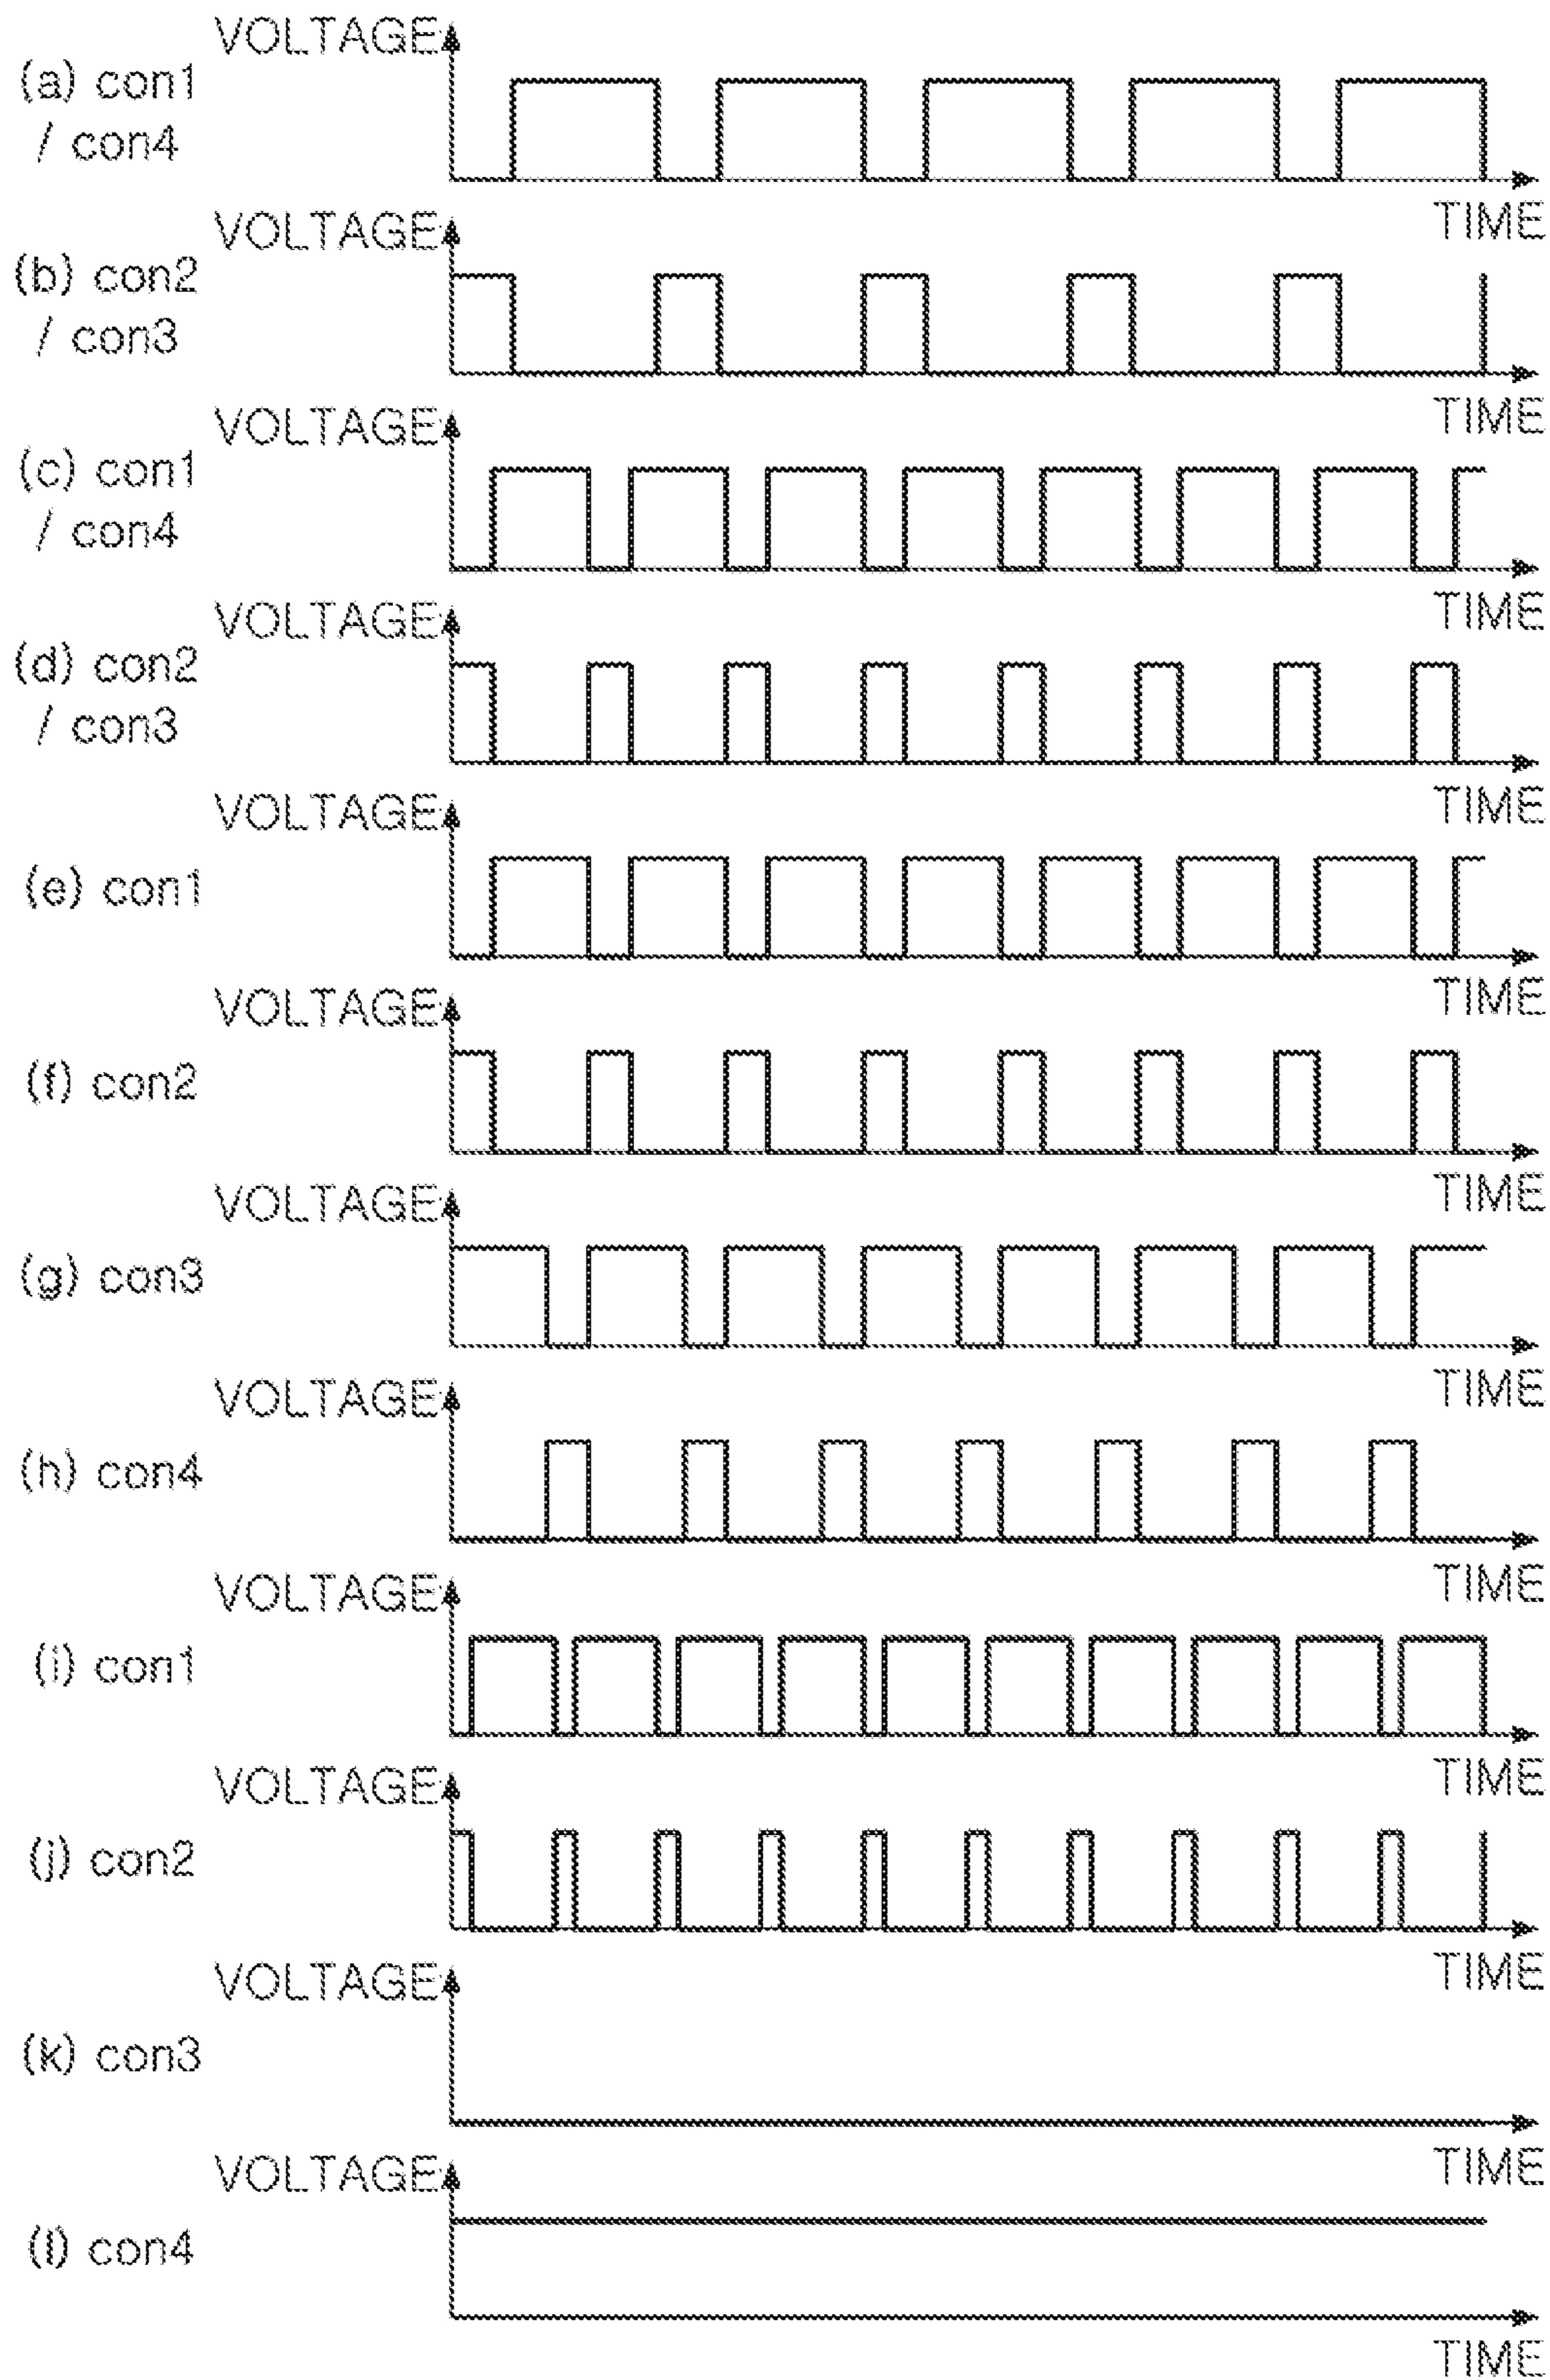 VOLTAGE
(a) con1
/ con4
TIME
VOLTAGE
(b) con2
/ con3
TIME
VOLTAGE
(c) con1
/ con4
TIME
VOLTAGE
(d) con2
/ con3
TIME
VOLTAGE
(e) con1
TIME
VOLTAGE
(f) con2
TIME
VOLTAGE
(g) con3
TIME
VOLTAGE
(h) con4
TIME
VOLTAGE
(i) con1
TIME
VOLTAGE
(j) con2
TIME
VOLTAGE
(k) con3
TIME
VOLTAGE
(l) con4
TIME